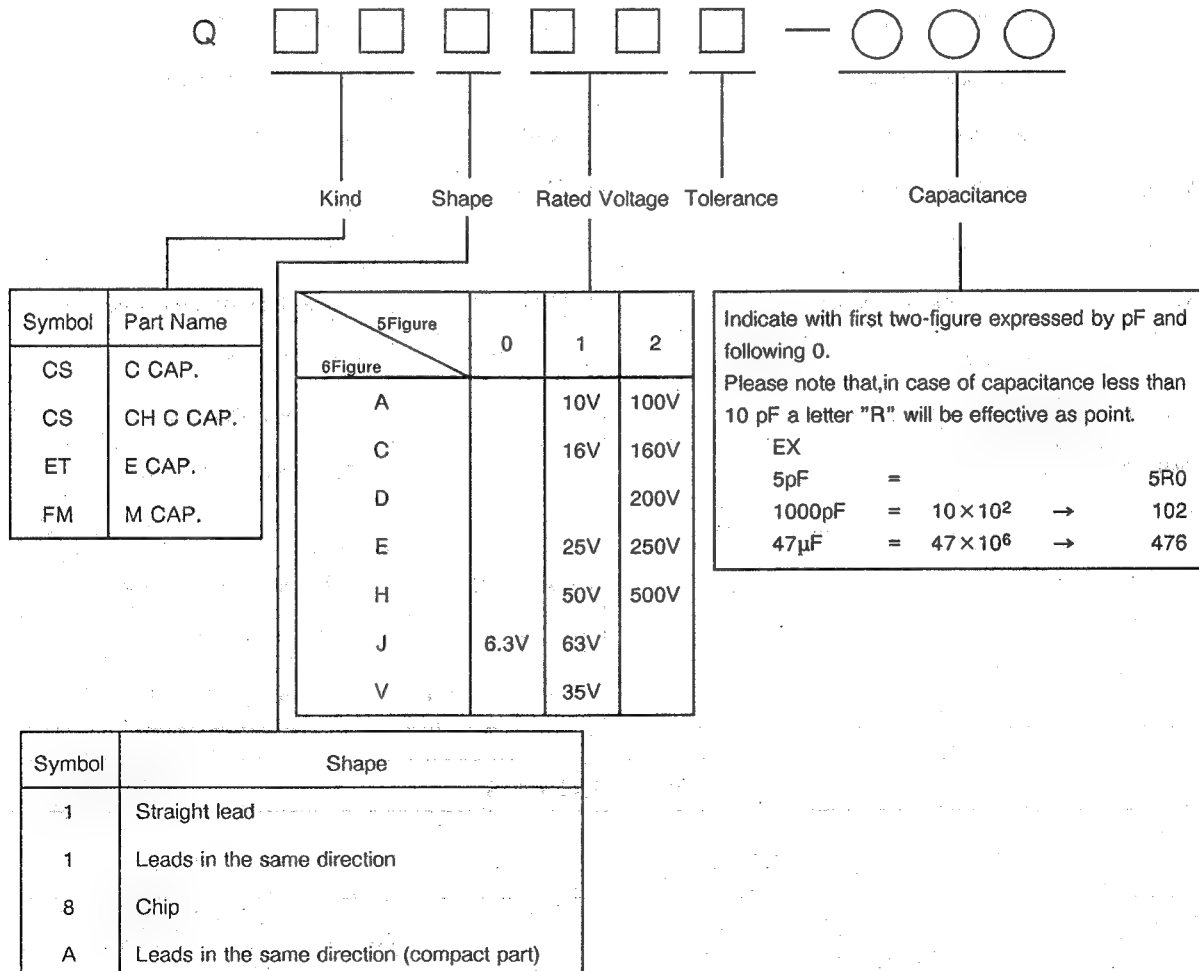 Q □ □ □ □ □ □ — ○ ○ ○
Kind Shape Rated Voltage Tolerance Capacitance
Symbol Part Name
CS C CAP.
CS CH C CAP.
ET E CAP.
FM M CAP.
5Figure 0 1 2
6Figure
A 10V 100V
C 16V 160V
D 200V
E 25V 250V
H 50V 500V
J 6.3V 63V
V 35V
Indicate with first two-figure expressed by pF and
following 0.
Please note that,in case of capacitance less than
10 pF a letter "R" will be effective as point.
EX
5pF = 5R0
1000pF = 10×10² → 102
47µF = 47×10⁶ → 476
Symbol Shape
1 Straight lead
1 Leads in the same direction
8 Chip
A Leads in the same direction (compact part)